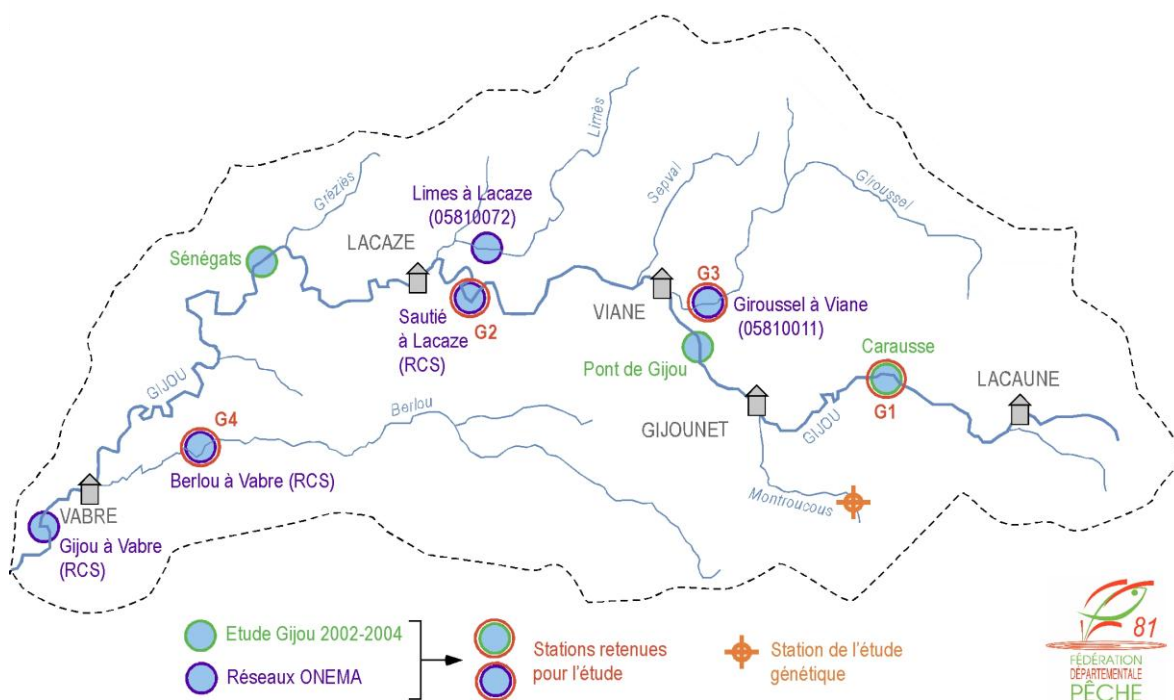 Limès
Sepval
Giroussel
Gréziès
Limes à Lacaze
(05810072)
LACAZE
Sénégats
G3
VIANE
Giroussel à Viane
(05810011)
Sautié
à Lacaze
(RCS)
G2
Pont de Gijou
Carausse
G1
LACAUNE
GIJOU
Berlou
GIJOUNET
GIJOU
G4
Berlou à Vabre (RCS)
Montroucous
VABRE
Gijou à Vabre
(RCS)
Etude Gijou 2002-2004
Réseaux ONEMA
Stations retenues
pour l'étude
Station de l'étude
génétique
81
FÉDÉRATION
DÉPARTEMENTALE
PÊCHE